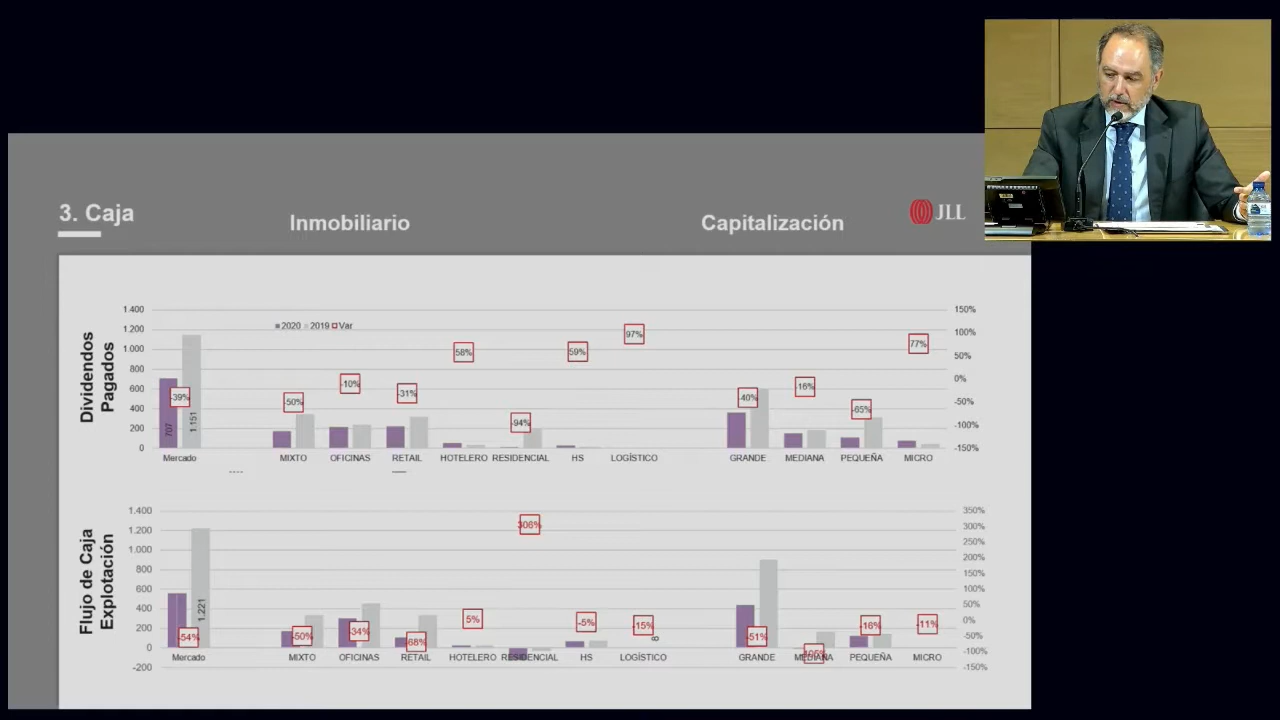 3. Caja
Inmobiliario
Capitalización
JLL
Dividendos
Pagados
1.400
1.200
1.000
800
600
400
200
0
2020
2019
Var
150%
100%
50%
0%
-50%
-100%
-150%
-39%
707
1.151
-50%
-10%
-31%
58%
-94%
59%
97%
-40%
-16%
-65%
77%
Mercado
MIXTO
OFICINAS
RETAIL
HOTELERO
RESIDENCIAL
HS
LOGÍSTICO
GRANDE
MEDIANA
PEQUEÑA
MICRO
Flujo de Caja
Explotación
1.400
1.200
1.000
800
600
400
200
0
-200
350%
300%
250%
200%
150%
100%
50%
0%
-50%
-100%
-150%
-54%
1.221
-50%
-34%
-68%
5%
306%
-5%
-15%
-51%
-105%
-16%
-11%
Mercado
MIXTO
OFICINAS
RETAIL
HOTELERO
RESIDENCIAL
HS
LOGÍSTICO
GRANDE
MEDIANA
PEQUEÑA
MICRO